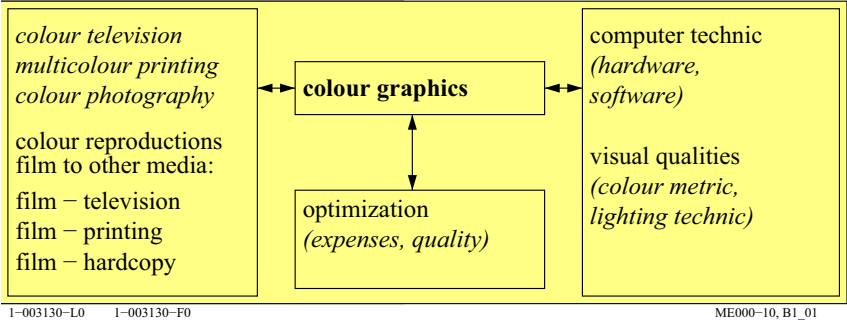 colour television
multicolour printing
colour photography
colour reproductions
film to other media:
film − television
film − printing
film − hardcopy
colour graphics
optimization
(expenses, quality)
computer technic
(hardware,
software)
visual qualities
(colour metric,
lighting technic)
1−003130−L0 1−003130−F0 ME000−10, B1_01